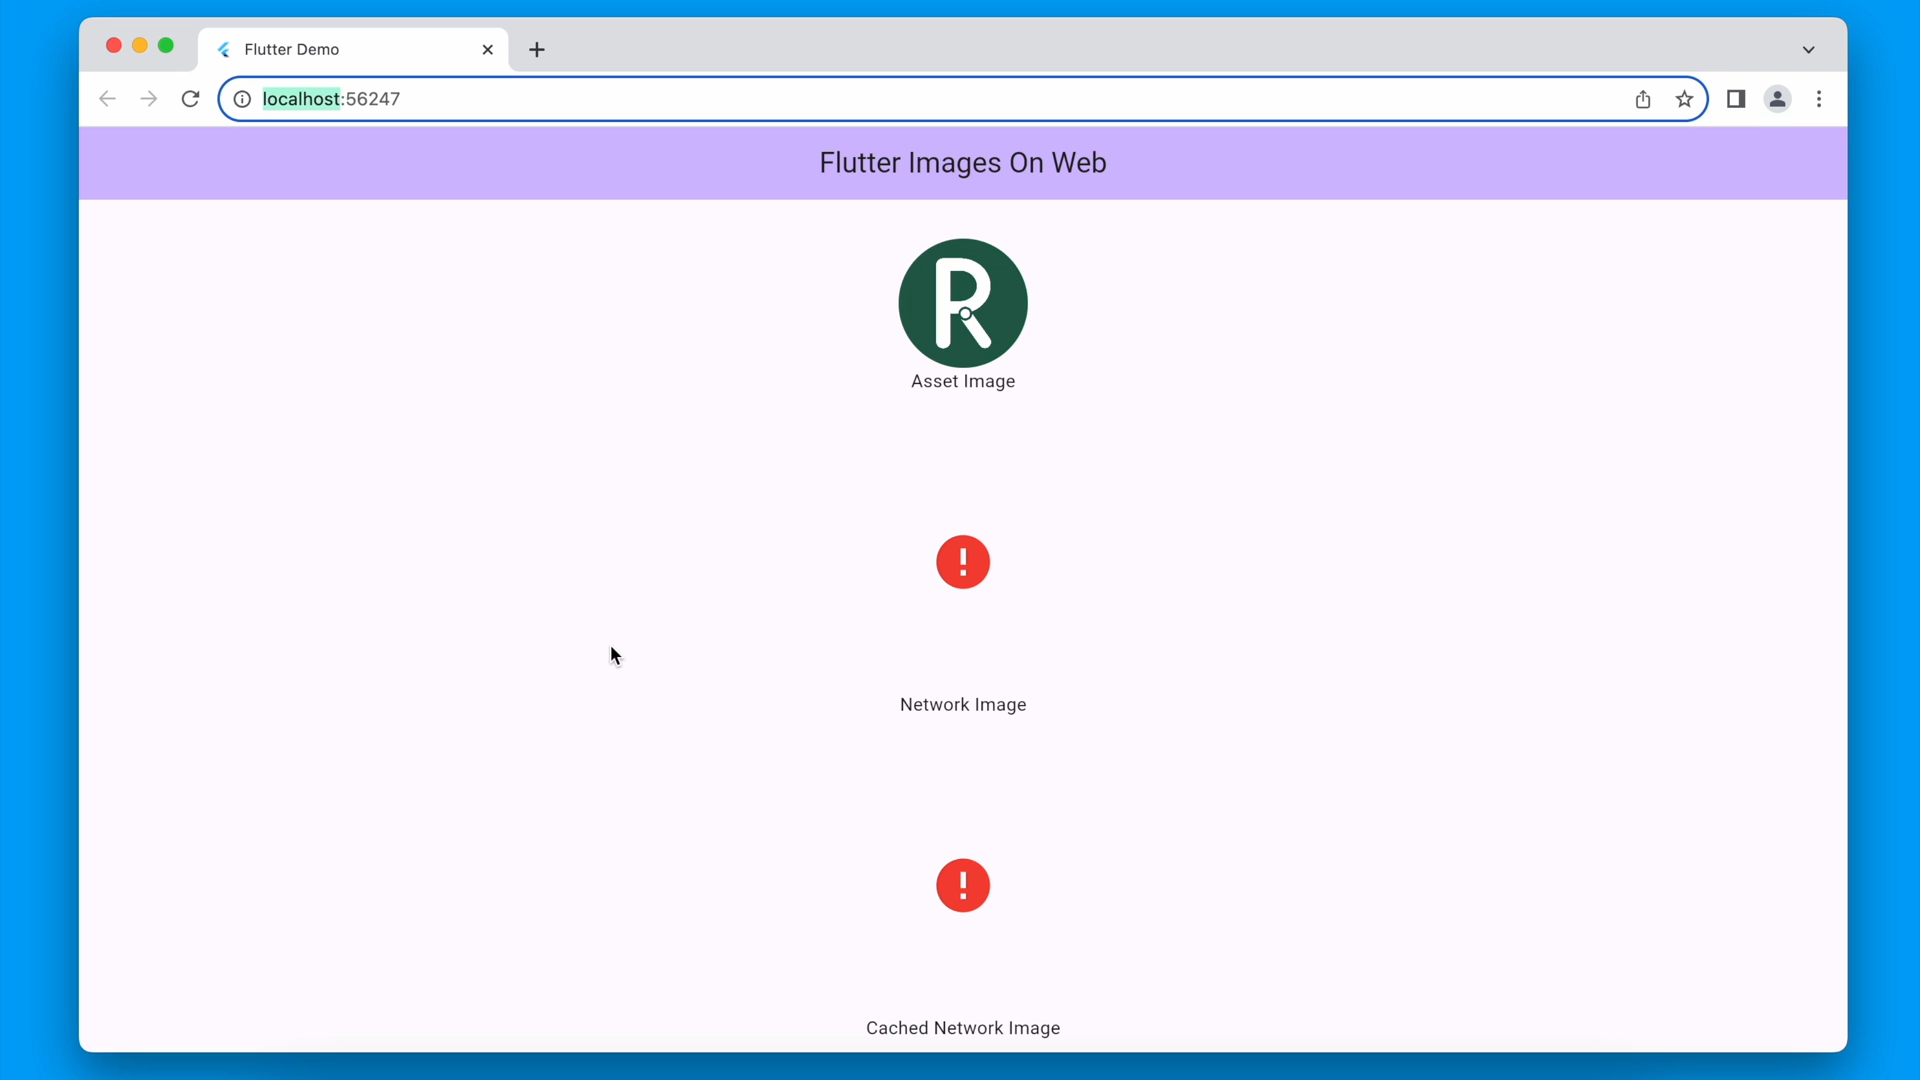 Flutter Demo
localhost:56247
Flutter Images On Web
R
Asset Image
!
Network Image
!
Cached Network Image